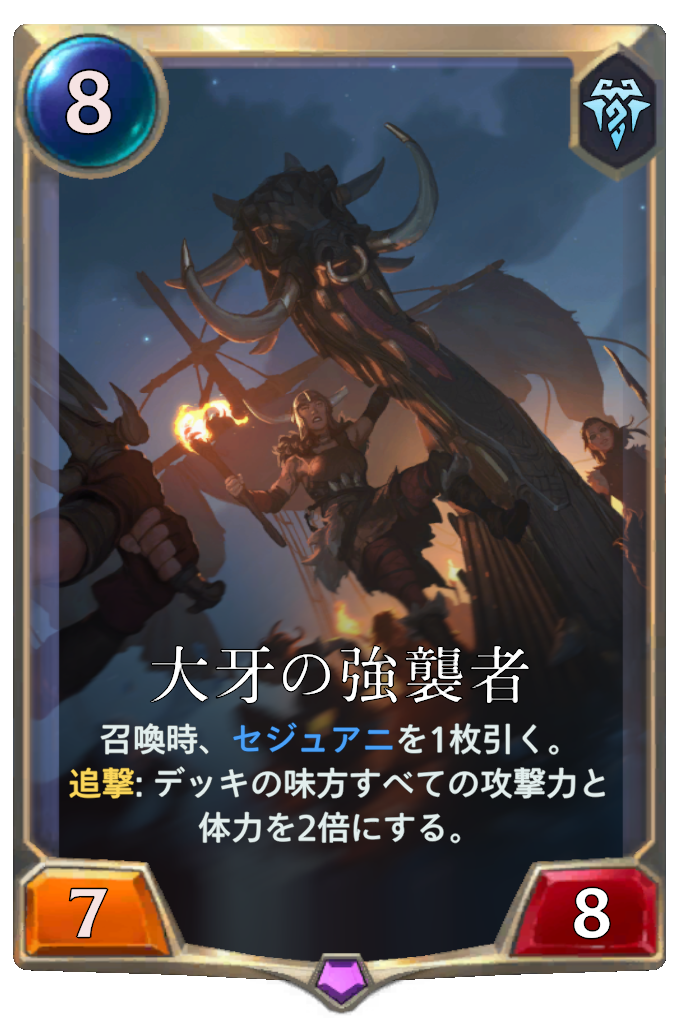 8
大牙の強襲者
召喚時、セジュアニを1枚引く。
追撃: デッキの味方すべての攻撃力と
体力を2倍にする。
7
8